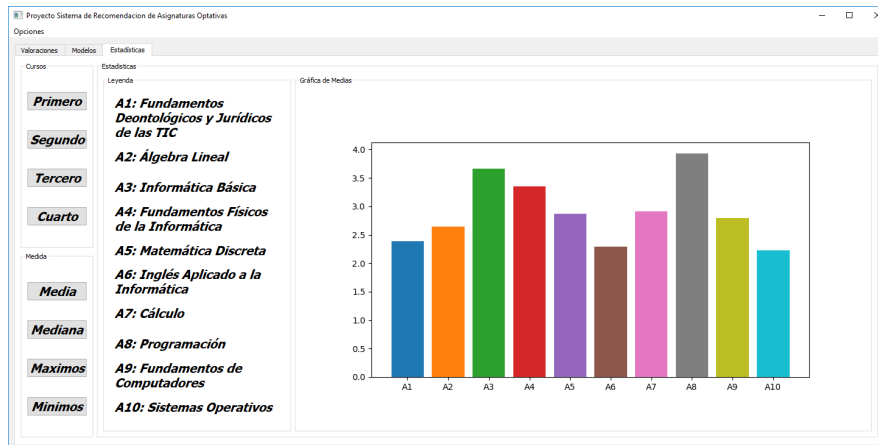 Proyecto Sistema de Recomendacion de Asignaturas Optativas
Opciones
Valoraciones Modelos Estadísticas
Cursos
Primero
Segundo
Tercero
Cuarto
Medida
Media
Mediana
Maximos
Minimos
Estadisticas
Leyenda
A1: Fundamentos
Deontológicos y Jurídicos
de las TIC
A2: Álgebra Lineal
A3: Informática Básica
A4: Fundamentos Físicos
de la Informática
A5: Matemática Discreta
A6: Inglés Aplicado a la
Informática
A7: Cálculo
A8: Programación
A9: Fundamentos de
Computadores
A10: Sistemas Operativos
Gráfica de Medias
4.0
3.5
3.0
2.5
2.0
1.5
1.0
0.5
0.0
A1 A2 A3 A4 A5 A6 A7 A8 A9 A10